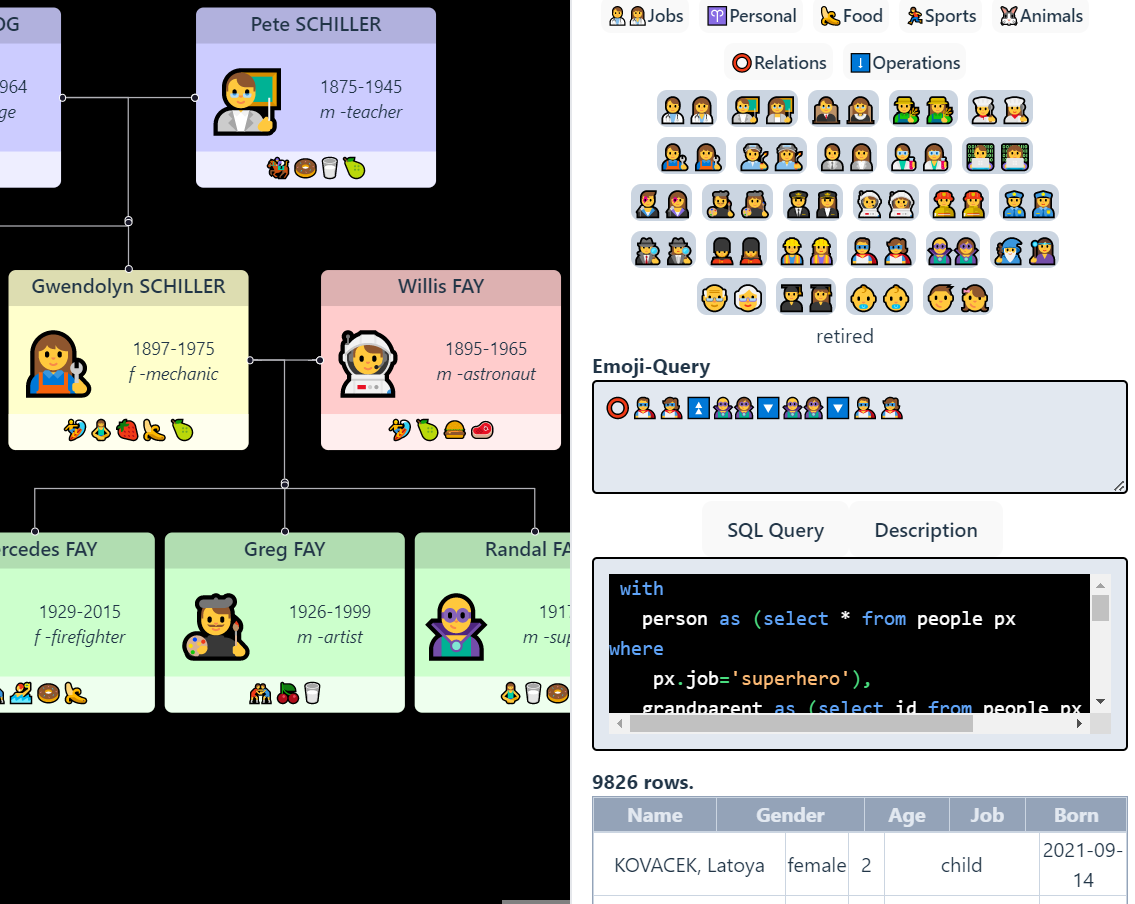 OG
964
ge
Pete SCHILLER
1875-1945
m -teacher
Gwendolyn SCHILLER
1897-1975
f -mechanic
Willis FAY
1895-1965
m -astronaut
rcedes FAY
1929-2015
f -firefighter
Greg FAY
1926-1999
m -artist
Randal FA
1917
m -sup
Jobs Personal Food Sports Animals
Relations Operations
retired
Emoji-Query
SQL Query Description
with
person as (select * from people px
where
px.job='superhero'),
grandparent as (select id from people px
9826 rows.
Name Gender Age Job Born
KOVACEK, Latoya female 2 child 2021-09-
14